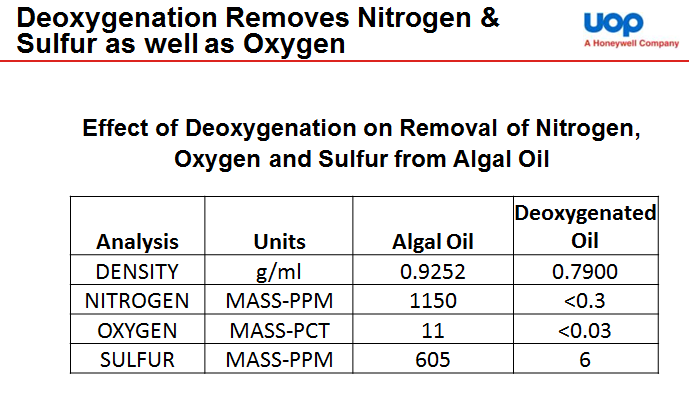 Deoxygenation Removes Nitrogen &
Sulfur as well as Oxygen
uop
A Honeywell Company
Effect of Deoxygenation on Removal of Nitrogen,
Oxygen and Sulfur from Algal Oil
Analysis Units Algal Oil Deoxygenated Oil
DENSITY g/ml 0.9252 0.7900
NITROGEN MASS-PPM 1150 <0.3
OXYGEN MASS-PCT 11 <0.03
SULFUR MASS-PPM 605 6